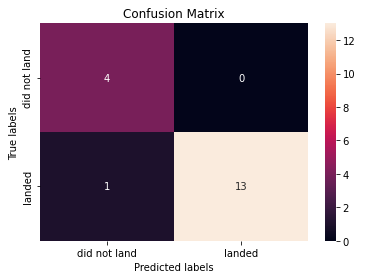 Confusion Matrix
True labels
did not land
landed
4
0
1
13
did not land
landed
Predicted labels
12
10
8
6
4
2
0